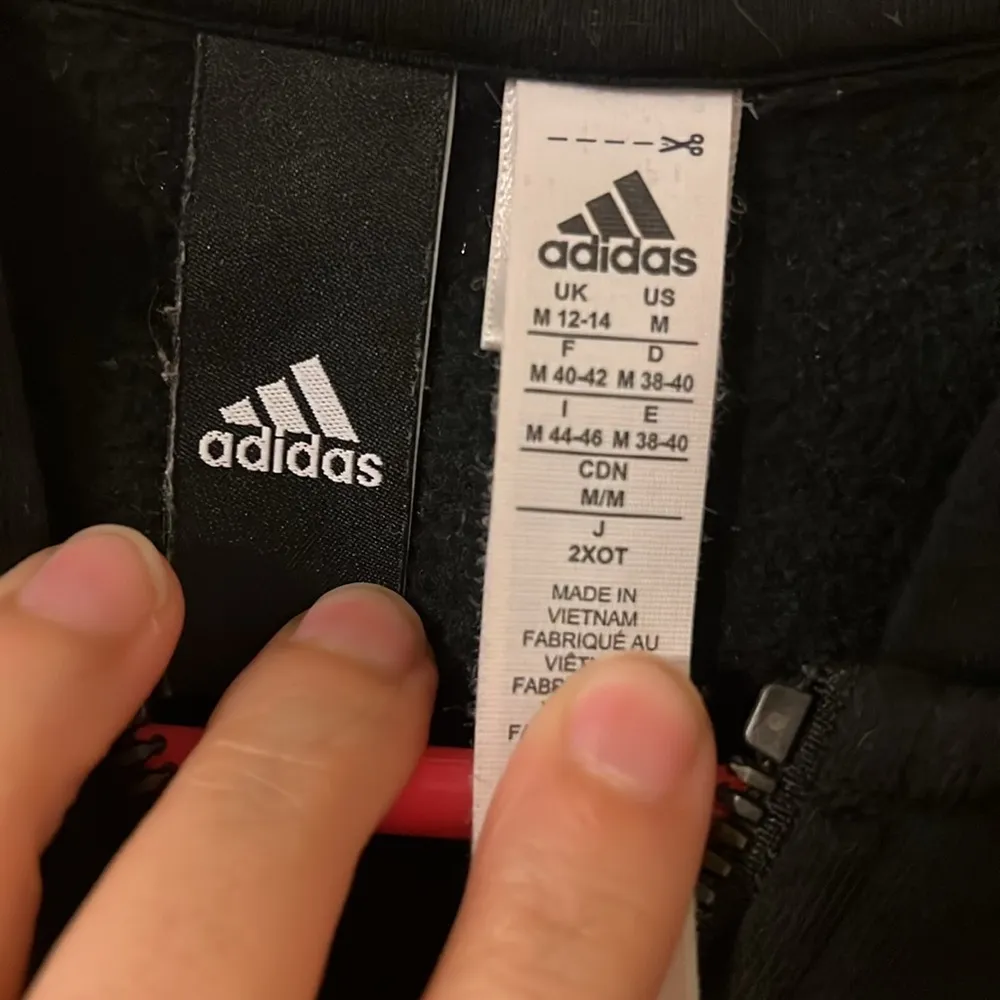 adidas
adidas
UK US
M 12-14 M
F D
M 40-42 M 38-40
I E
M 44-46 M 38-40
CDN
M/M
J
2XOT
MADE IN
VIETNAM
FABRIQUÉ AU